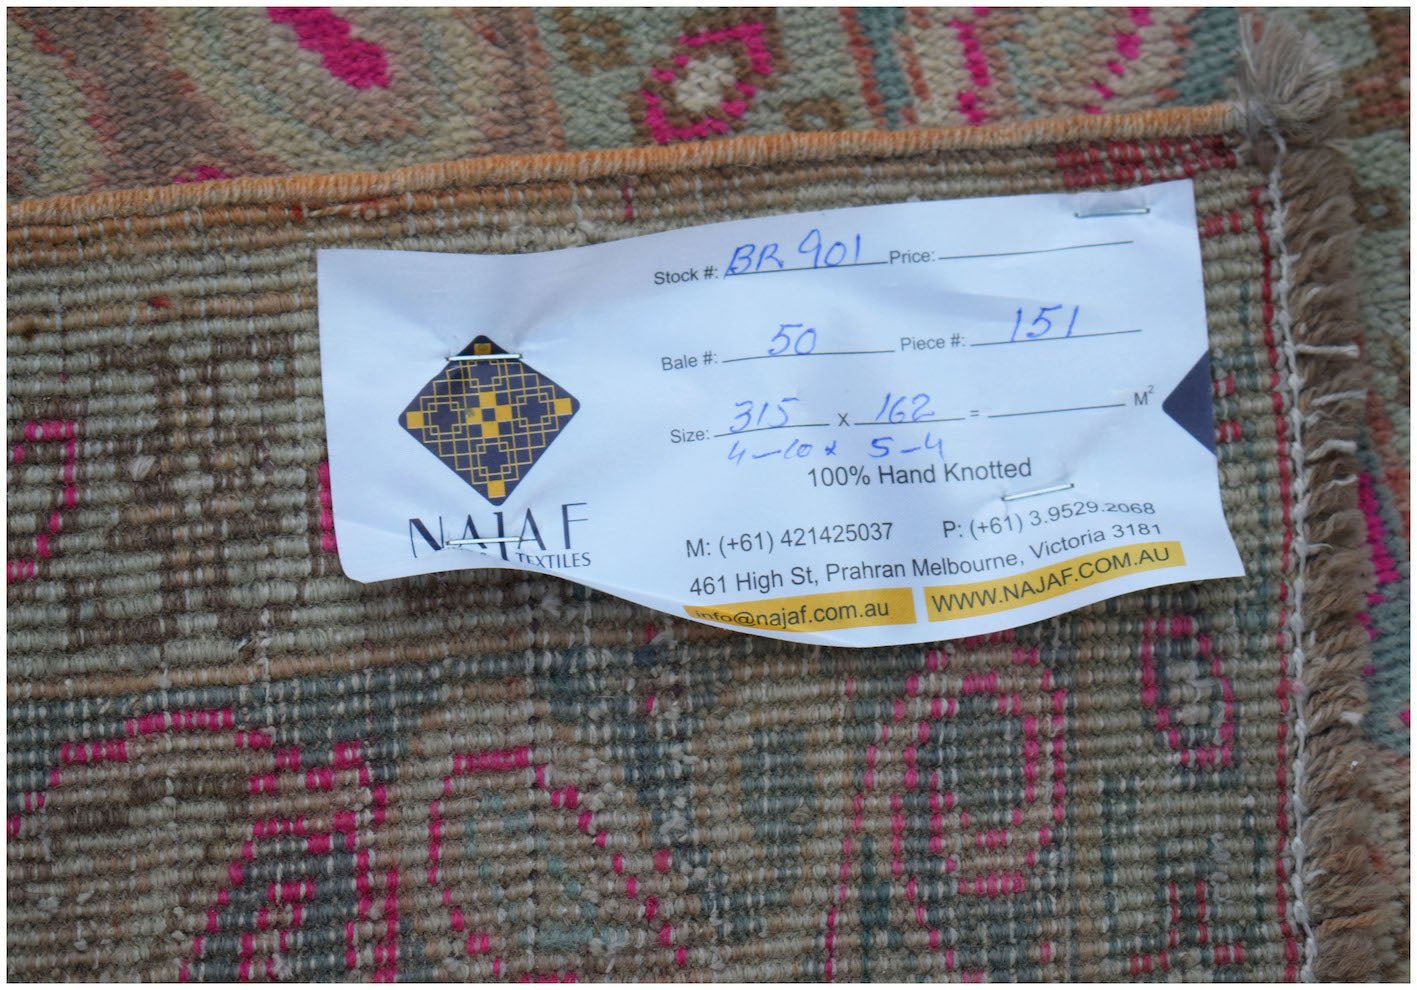 Stock #: BR 901 Price:
Bale #: 50 Piece #: 151
Size: 315 x 162 = M²
4-10 x 5-4
100% Hand Knotted
NAJAF
TEXTILES
M: (+61) 421425037 P: (+61) 3.9529.2068
461 High St, Prahran Melbourne, Victoria 3181
info@najaf.com.au WWW.NAJAF.COM.AU